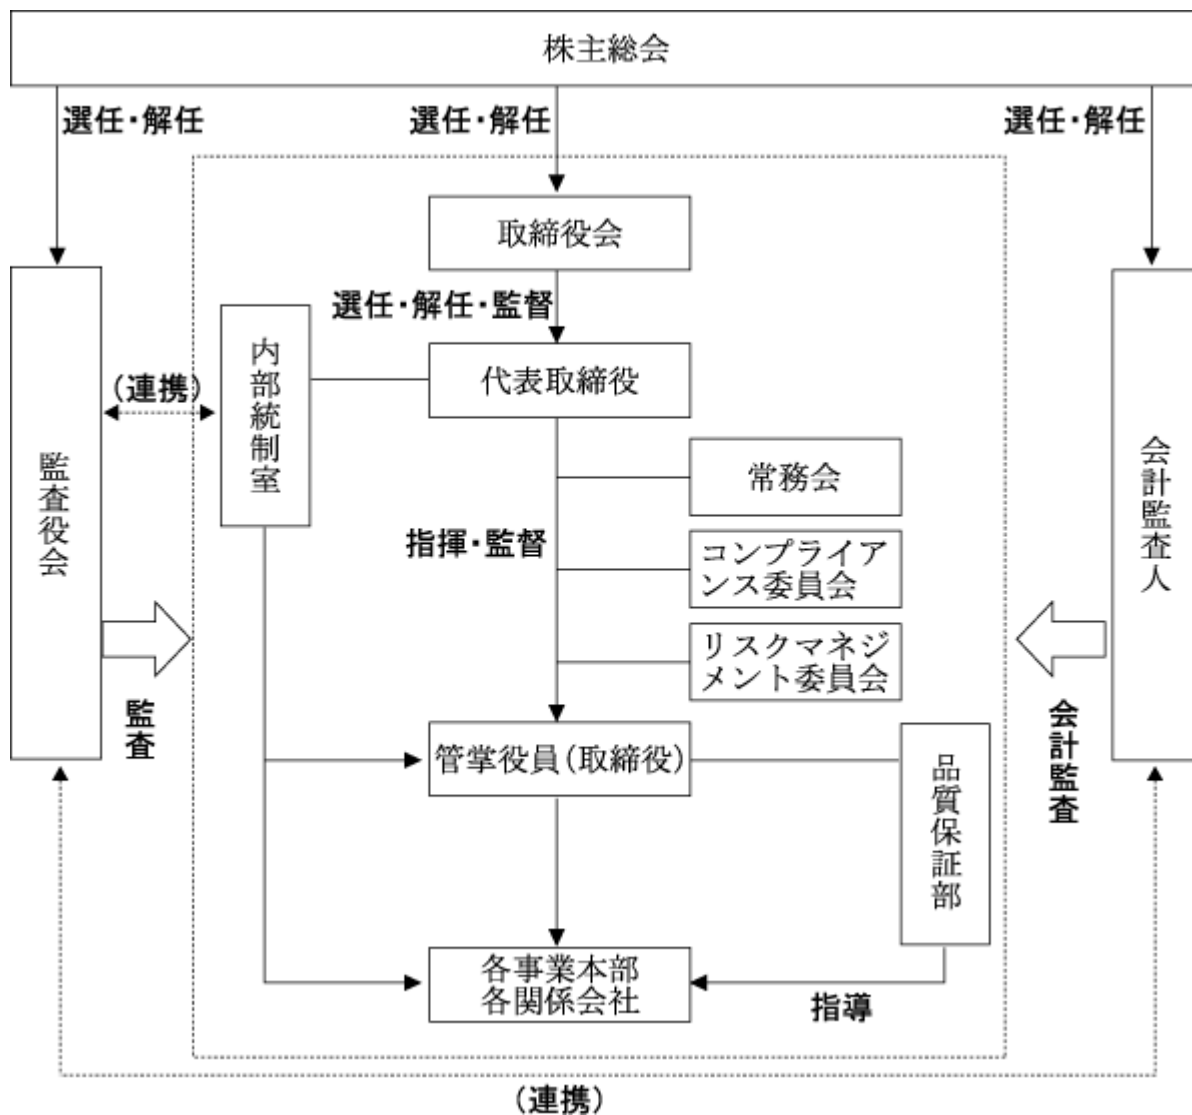 株主総会
選任・解任
選任・解任
選任・解任
取締役会
選任・解任・監督
内部統制室
代表取締役
(連携)
監査役会
常務会
会計監査人
指揮・監督
コンプライア
ンス委員会
リスクマネジ
メント委員会
監査
管掌役員(取締役)
品質保証部
会計監査
各事業本部
各関係会社
指導
(連携)